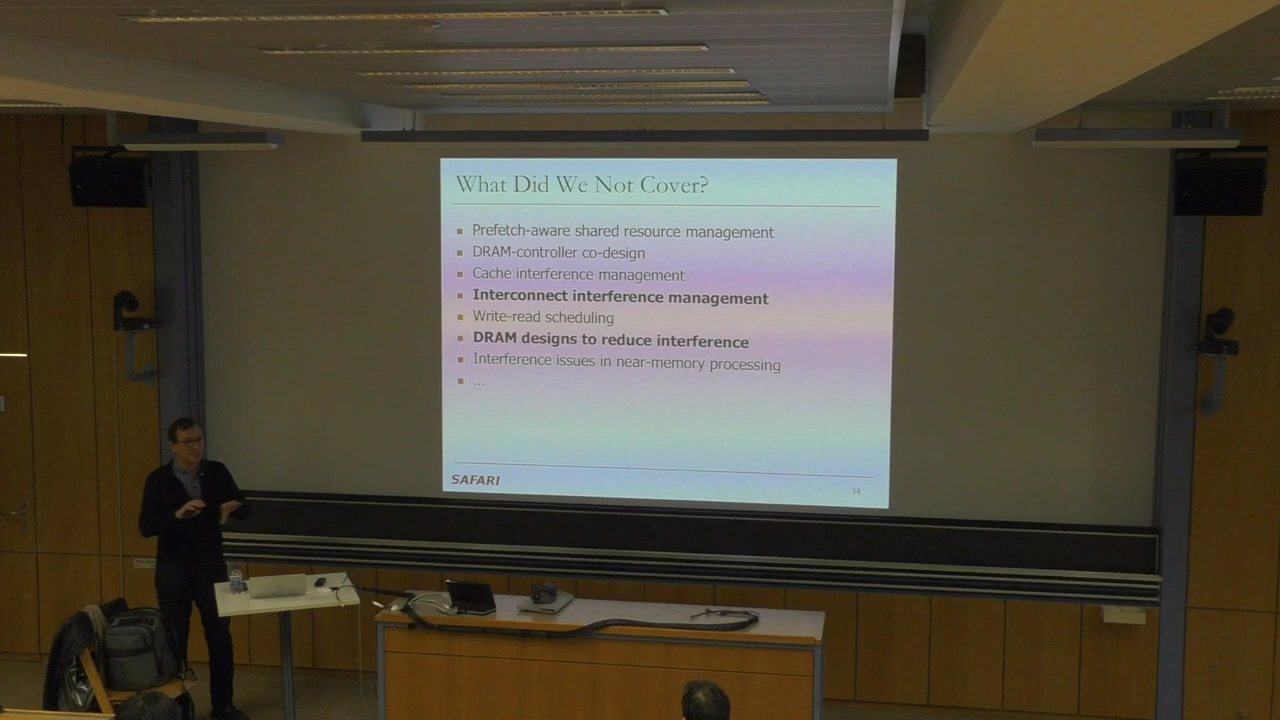 What Did We Not Cover?
Prefetch-aware shared resource management
DRAM-controller co-design
Cache interference management
Interconnect interference management
Write-read scheduling
DRAM designs to reduce interference
Interference issues in near-memory processing
...
SAFARI
34